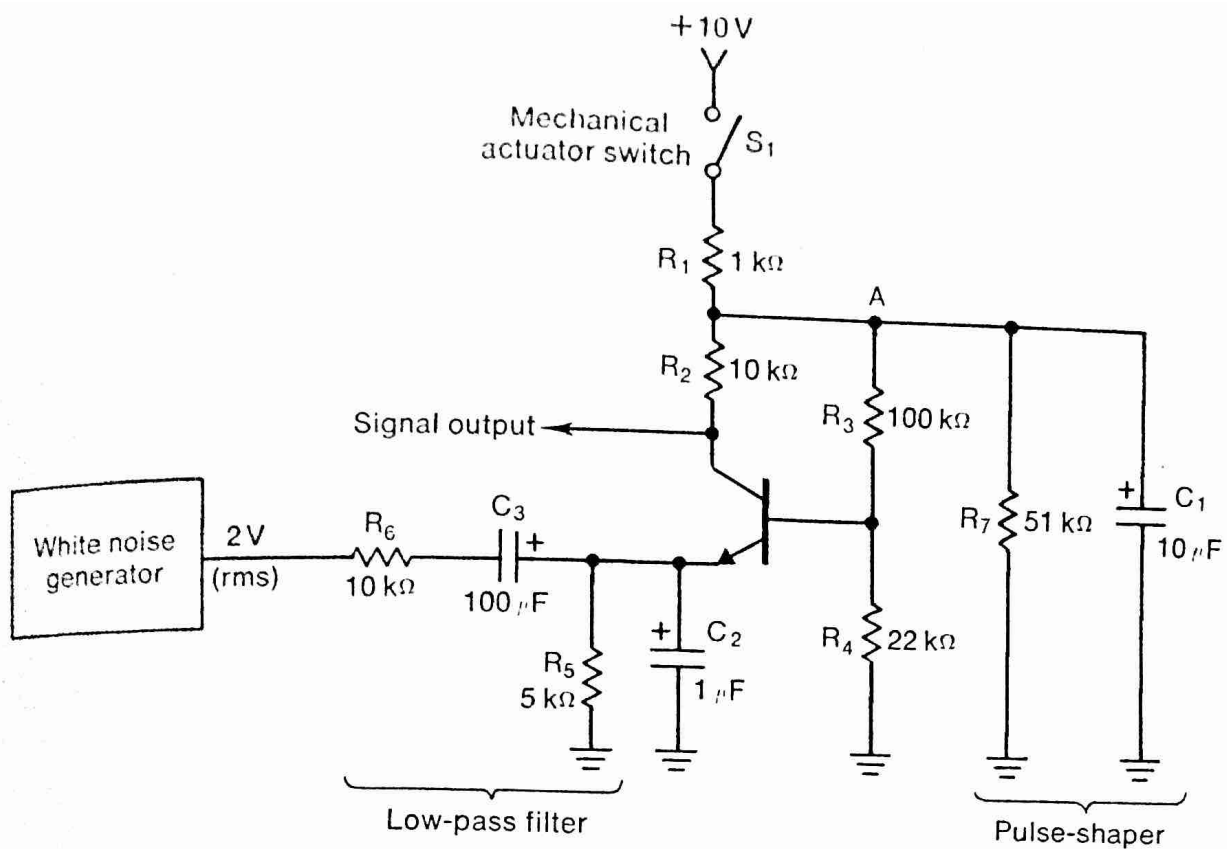 +10V
Mechanical
actuator switch
S1
R1
1 kΩ
A
R2
10 kΩ
Signal output
R3
100 kΩ
White noise
generator
2V
(rms)
R6
10 kΩ
C3
+
100 μF
R5
5 kΩ
+
C2
1 μF
R4
22 kΩ
R7
51 kΩ
+
C1
10 μF
Low-pass filter
Pulse-shaper